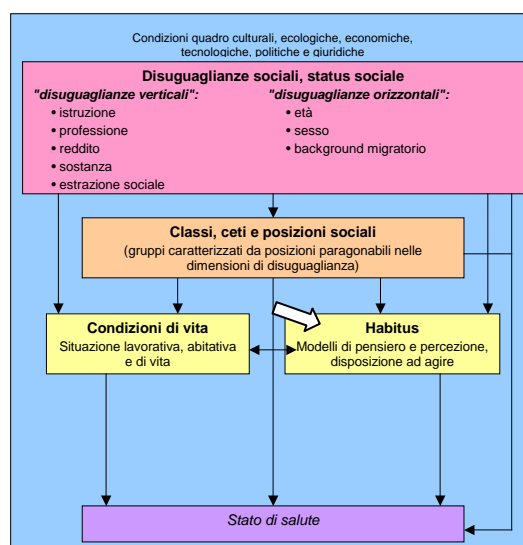 Condizioni quadro culturali, ecologiche, economiche,
tecnologiche, politiche e giuridiche
Disuguaglianze sociali, status sociale
"disuguaglianze verticali":
• istruzione
• professione
• reddito
• sostanza
• estrazione sociale
"disuguaglianze orizzontali":
• età
• sesso
• background migratorio
Classi, ceti e posizioni sociali
(gruppi caratterizzati da posizioni paragonabili nelle
dimensioni di disuguaglianza)
Condizioni di vita
Situazione lavorativa, abitativa
e di vita
Habitus
Modelli di pensiero e percezione,
disposizione ad agire
Stato di salute